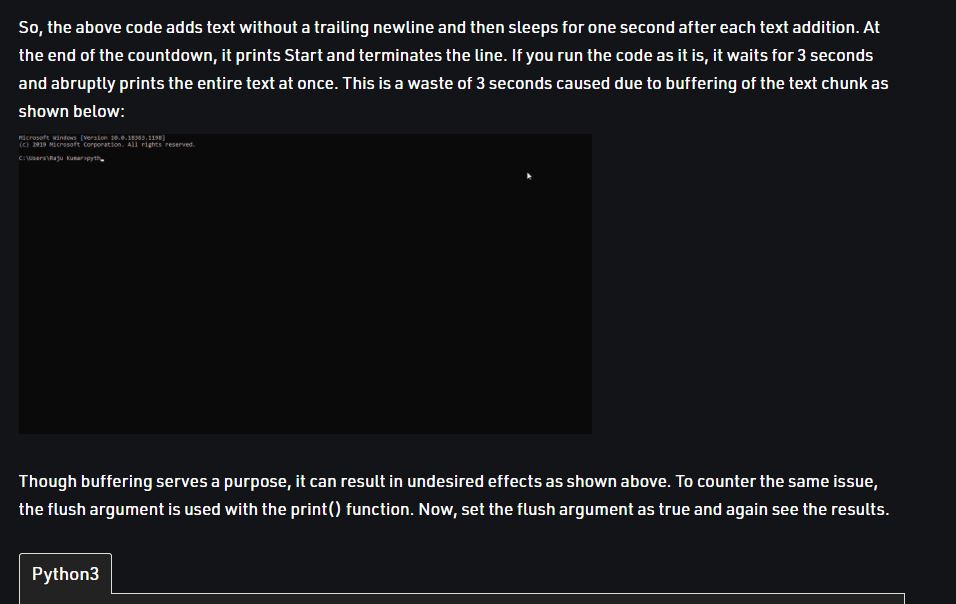 So, the above code adds text without a trailing newline and then sleeps for one second after each text addition. At
the end of the countdown, it prints Start and terminates the line. If you run the code as it is, it waits for 3 seconds
and abruptly prints the entire text at once. This is a waste of 3 seconds caused due to buffering of the text chunk as
shown below:
Microsoft Windows [Version 10.0.18363.1198]
(c) 2019 Microsoft Corporation. All rights reserved.
C:\Users\Raju Kumar>pyth_
Though buffering serves a purpose, it can result in undesired effects as shown above. To counter the same issue,
the flush argument is used with the print() function. Now, set the flush argument as true and again see the results.
Python3